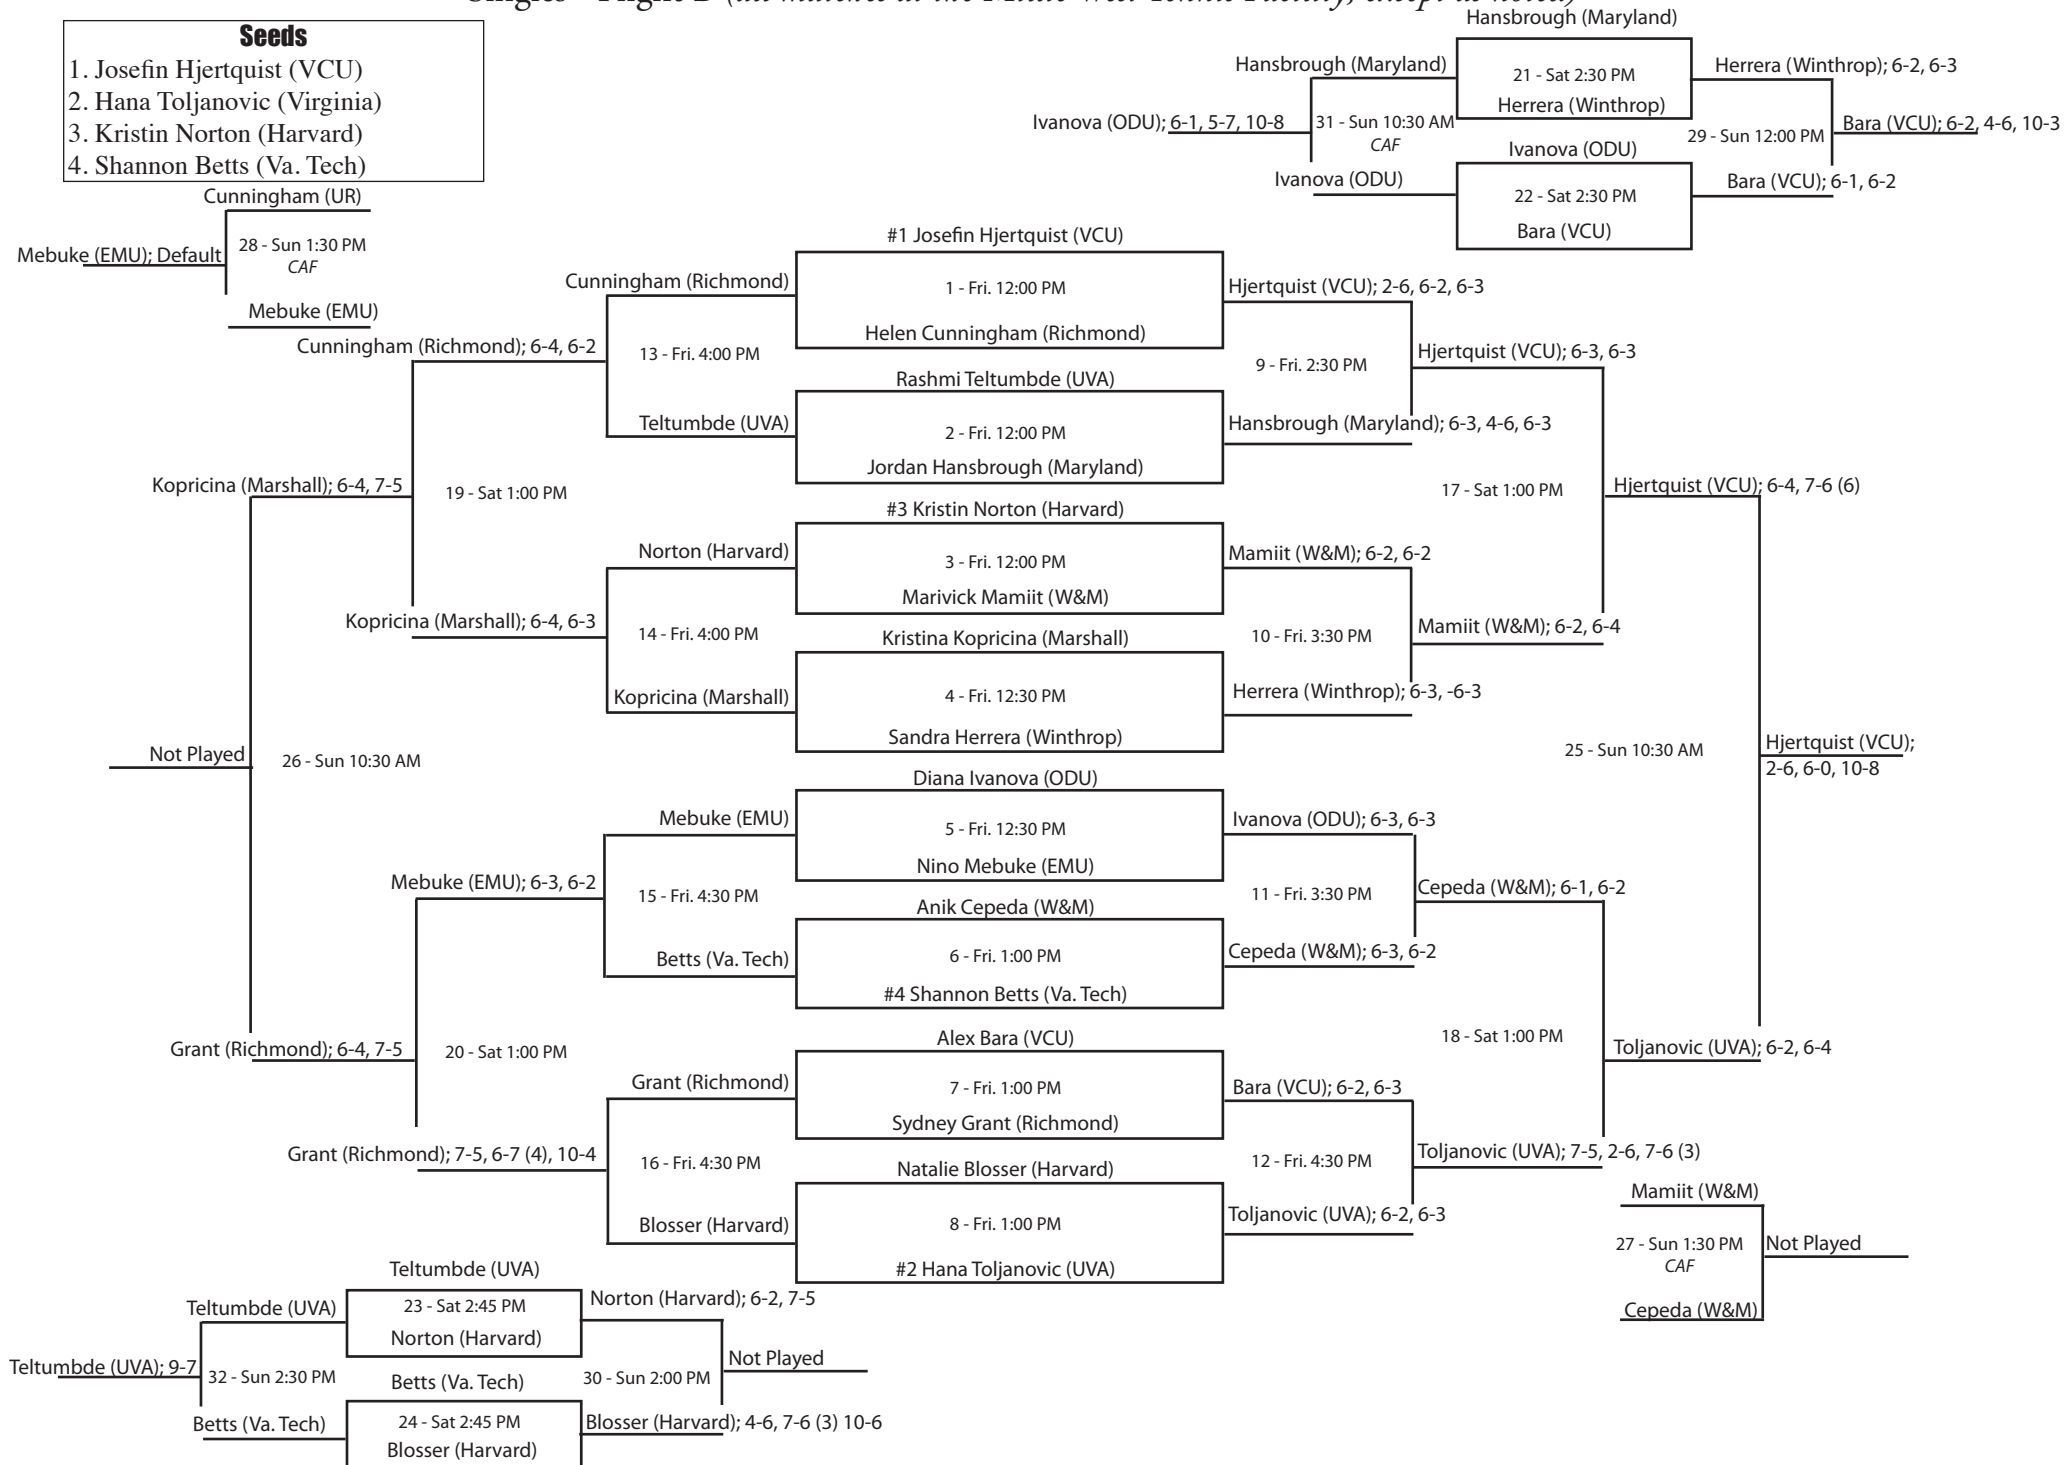 Singles - Flight B (all matches at the Millie West Tennis Facility, except as noted)
Seeds
1. Josefin Hjertquist (VCU)
2. Hana Toljanovic (Virginia)
3. Kristin Norton (Harvard)
4. Shannon Betts (Va. Tech)
Hansbrough (Maryland)
Hansbrough (Maryland)
21 - Sat 2:30 PM
Herrera (Winthrop)
Herrera (Winthrop); 6-2, 6-3
Ivanova (ODU); 6-1, 5-7, 10-8
31 - Sun 10:30 AM
CAF
29 - Sun 12:00 PM
Bara (VCU); 6-2, 4-6, 10-3
Ivanova (ODU)
Ivanova (ODU)
22 - Sat 2:30 PM
Bara (VCU)
Bara (VCU); 6-1, 6-2
Cunningham (UR)
Mebuke (EMU); Default
28 - Sun 1:30 PM
CAF
Mebuke (EMU)
#1 Josefin Hjertquist (VCU)
Cunningham (Richmond)
1 - Fri. 12:00 PM
Hjertquist (VCU); 2-6, 6-2, 6-3
Helen Cunningham (Richmond)
Cunningham (Richmond); 6-4, 6-2
13 - Fri. 4:00 PM
9 - Fri. 2:30 PM
Hjertquist (VCU); 6-3, 6-3
Rashmi Teltumbde (UVA)
Teltumbde (UVA)
2 - Fri. 12:00 PM
Hansbrough (Maryland); 6-3, 4-6, 6-3
Jordan Hansbrough (Maryland)
Kopricina (Marshall); 6-4, 7-5
19 - Sat 1:00 PM
17 - Sat 1:00 PM
Hjertquist (VCU); 6-4, 7-6 (6)
#3 Kristin Norton (Harvard)
Norton (Harvard)
3 - Fri. 12:00 PM
Mamiit (W&M); 6-2, 6-2
Marivick Mamiit (W&M)
Kopricina (Marshall); 6-4, 6-3
14 - Fri. 4:00 PM
10 - Fri. 3:30 PM
Mamiit (W&M); 6-2, 6-4
Kristina Kopricina (Marshall)
Kopricina (Marshall)
4 - Fri. 12:30 PM
Herrera (Winthrop); 6-3, -6-3
Sandra Herrera (Winthrop)
Not Played
26 - Sun 10:30 AM
25 - Sun 10:30 AM
Hjertquist (VCU);
2-6, 6-0, 10-8
Diana Ivanova (ODU)
Mebuke (EMU)
5 - Fri. 12:30 PM
Ivanova (ODU); 6-3, 6-3
Nino Mebuke (EMU)
Mebuke (EMU); 6-3, 6-2
15 - Fri. 4:30 PM
11 - Fri. 3:30 PM
Cepeda (W&M); 6-1, 6-2
Anik Cepeda (W&M)
Betts (Va. Tech)
6 - Fri. 1:00 PM
Cepeda (W&M); 6-3, 6-2
#4 Shannon Betts (Va. Tech)
Grant (Richmond); 6-4, 7-5
20 - Sat 1:00 PM
18 - Sat 1:00 PM
Toljanovic (UVA); 6-2, 6-4
Alex Bara (VCU)
Grant (Richmond)
7 - Fri. 1:00 PM
Bara (VCU); 6-2, 6-3
Sydney Grant (Richmond)
Grant (Richmond); 7-5, 6-7 (4), 10-4
16 - Fri. 4:30 PM
12 - Fri. 4:30 PM
Toljanovic (UVA); 7-5, 2-6, 7-6 (3)
Natalie Blosser (Harvard)
Blosser (Harvard)
8 - Fri. 1:00 PM
Toljanovic (UVA); 6-2, 6-3
#2 Hana Toljanovic (UVA)
Mamiit (W&M)
27 - Sun 1:30 PM
CAF
Not Played
Cepeda (W&M)
Teltumbde (UVA)
Teltumbde (UVA)
23 - Sat 2:45 PM
Norton (Harvard)
Norton (Harvard); 6-2, 7-5
Teltumbde (UVA); 9-7
32 - Sun 2:30 PM
30 - Sun 2:00 PM
Not Played
Betts (Va. Tech)
Betts (Va. Tech)
24 - Sat 2:45 PM
Blosser (Harvard)
Blosser (Harvard); 4-6, 7-6 (3) 10-6